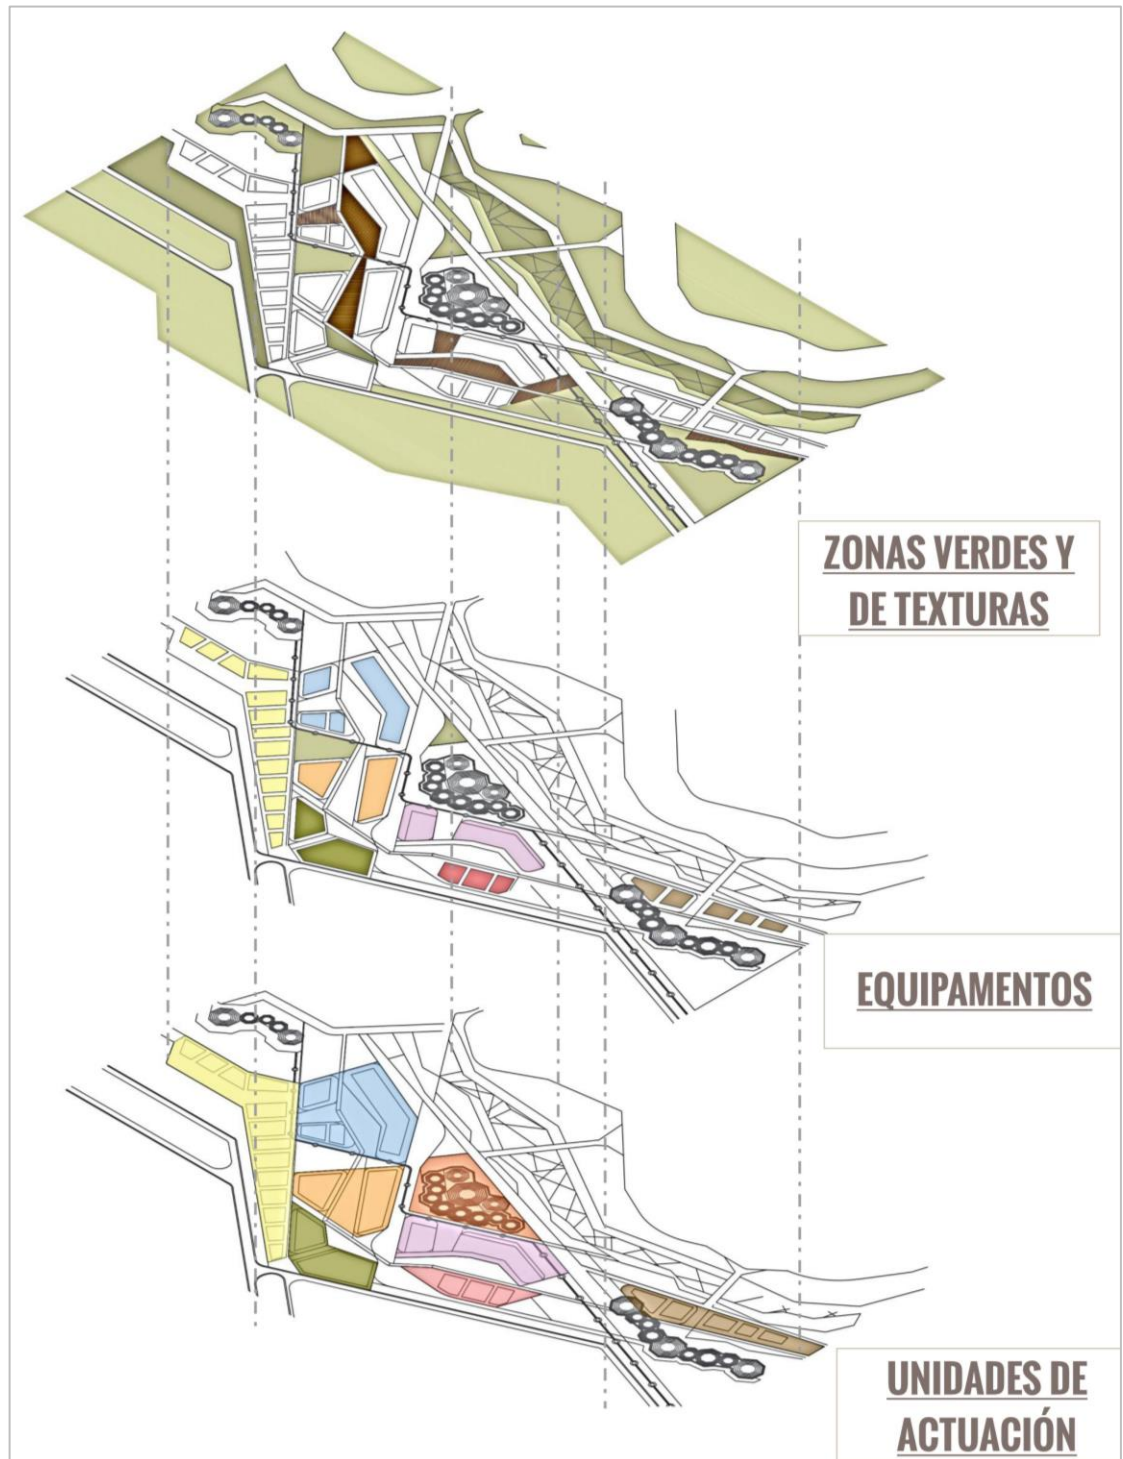 ZONAS VERDES Y
DE TEXTURAS
EQUIPAMENTOS
UNIDADES DE
ACTUACIÓN